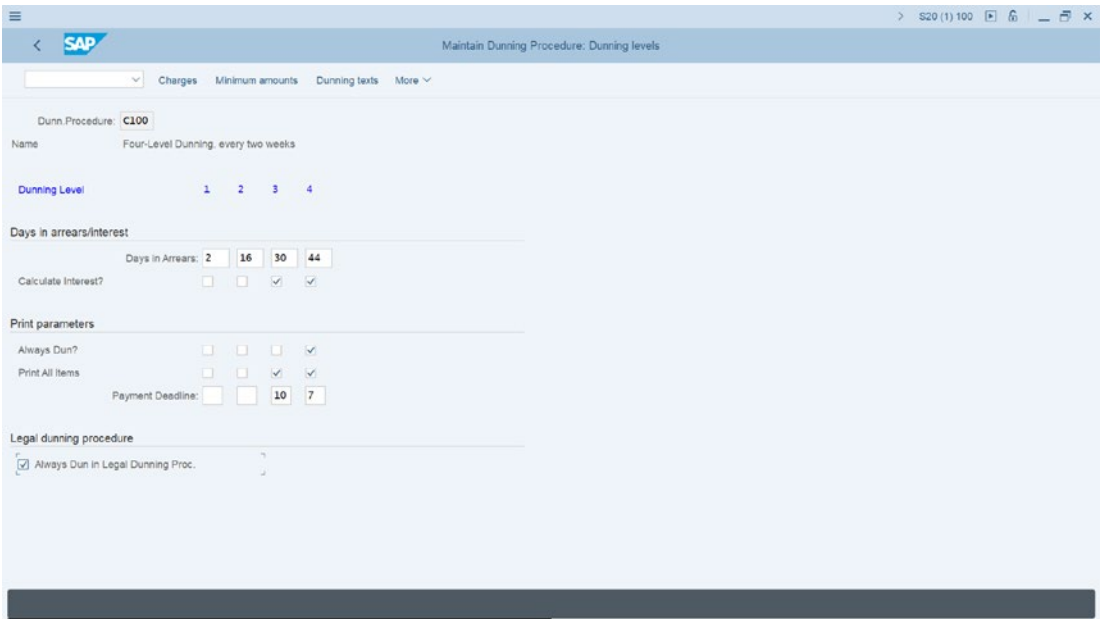 S20 (1) 100
SAP
Maintain Dunning Procedure: Dunning levels
Charges Minimum amounts Dunning texts More
Dunn.Procedure: C100
Name Four-Level Dunning, every two weeks
Dunning Level 1 2 3 4
Days in arrears/interest
Days in Arrears: 2 16 30 44
Calculate Interest?
Print parameters
Always Dun?
Print All Items
Payment Deadline: 10 7
Legal dunning procedure
Always Dun in Legal Dunning Proc.